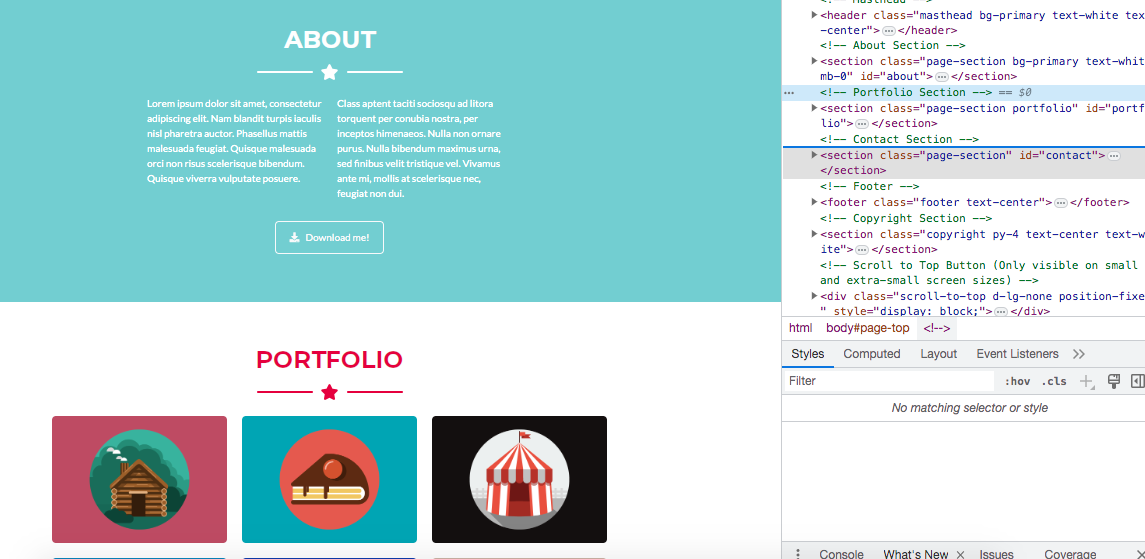 ABOUT
Lorem ipsum dolor sit amet, consectetur
adipiscing elit. Nam blandit turpis iaculis
nisl pharetra auctor. Phasellus mattis
malesuada feugiat. Quisque malesuada
orci non risus scelerisque bibendum.
Quisque viverra vulputate posuere.
Class aptent taciti sociosqu ad litora
torquent per conubia nostra, per
inceptos himenaeos. Nulla non ornare
purus. Nulla bibendum maximus urna,
sed finibus velit tristique vel. Vivamus
ante mi, mollis at scelerisque nec,
feugiat non dui.
Download me!
PORTFOLIO
<!-- Masthead -->
<header class="masthead bg-primary text-white tex
-center"> … </header>
<!-- About Section -->
<section class="page-section bg-primary text-whit
mb-0" id="about"> … </section>
… <!-- Portfolio Section --> == $0
<section class="page-section portfolio" id="portf
lio"> … </section>
<!-- Contact Section -->
<section class="page-section" id="contact"> …
</section>
<!-- Footer -->
<footer class="footer text-center"> … </footer>
<!-- Copyright Section -->
<section class="copyright py-4 text-center text-w
ite"> … </section>
<!-- Scroll to Top Button (Only visible on small
and extra-small screen sizes) -->
<div class="scroll-to-top d-lg-none position-fixe
" style="display: block;"> … </div>
html body#page-top <!-->
Styles Computed Layout Event Listeners
Filter :hov .cls
No matching selector or style
Console What's New Issues Coverage